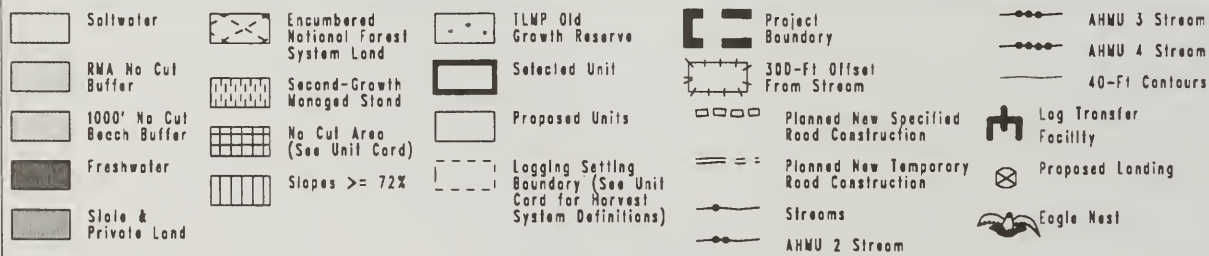 Saltwater
RMA No Cut
Buffer
1000' No Cut
Beach Buffer
Freshwater
State &
Private Land
Encumbered
National Forest
System Land
Second-Growth
Managed Stand
No Cut Area
(See Unit Card)
Slopes >= 72%
TLMP Old
Growth Reserve
Selected Unit
Proposed Units
Logging Setting
Boundary (See Unit
Card for Harvest
System Definitions)
Project
Boundary
300-Ft Offset
From Stream
Planned New Specified
Road Construction
Planned New Temporary
Road Construction
Streams
AHMU 2 Stream
AHMU 3 Stream
AHMU 4 Stream
40-Ft Contours
Log Transfer
Facility
Proposed Landing
Eagle Nest